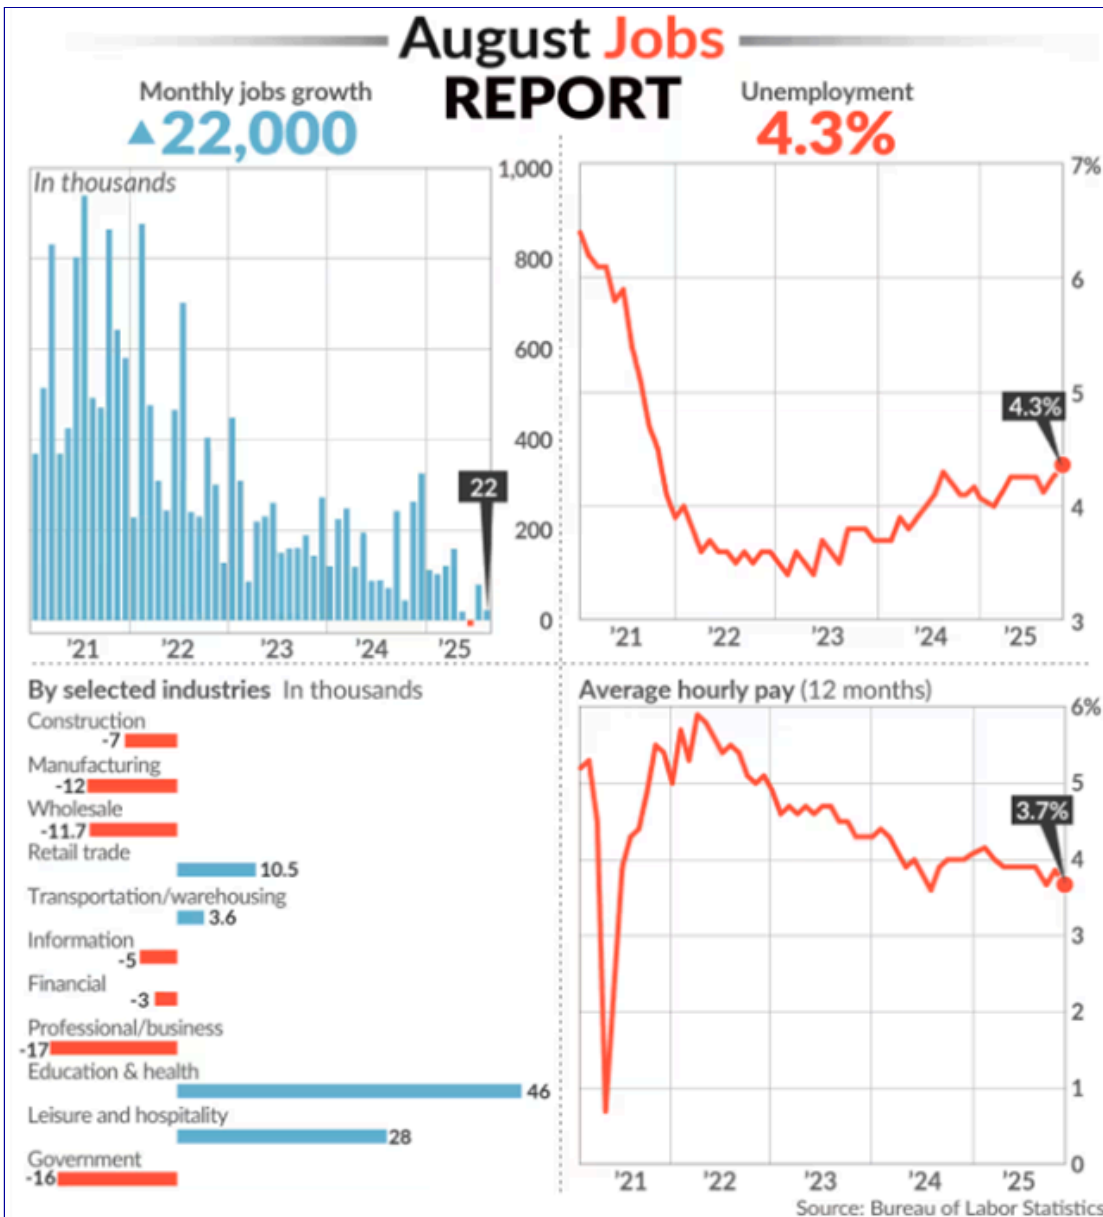 August Jobs
REPORT
Monthly jobs growth
▲22,000
In thousands
1,000
800
600
400
200
0
22
'21
'22
'23
'24
'25
Unemployment
4.3%
7%
6
5
4
3
4.3%
'21
'22
'23
'24
'25
By selected industries In thousands
Construction
-7
Manufacturing
-12
Wholesale
-11.7
Retail trade
10.5
Transportation/warehousing
3.6
Information
-5
Financial
-3
Professional/business
-17
Education & health
46
Leisure and hospitality
28
Government
-16
Average hourly pay (12 months)
6%
5
4
3
2
1
0
3.7%
'21
'22
'23
'24
'25
Source: Bureau of Labor Statistics